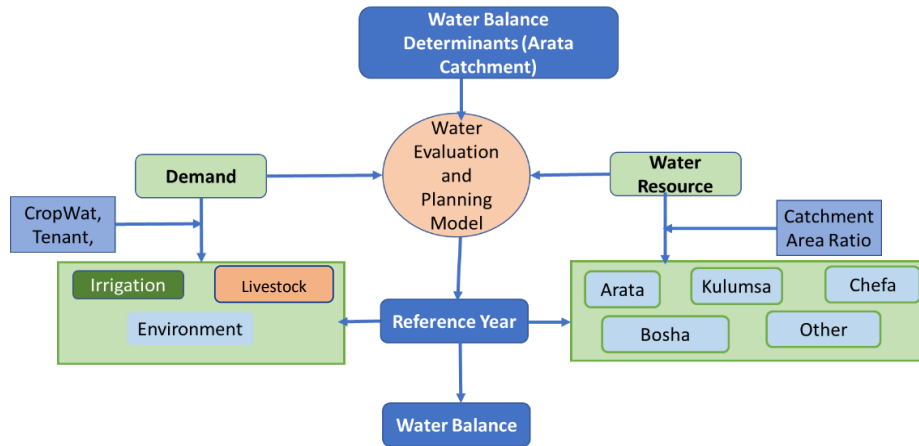 Water Balance
Determinants (Arata
Catchment)
Water
Evaluation
and
Planning
Model
Demand
Water
Resource
CropWat,
Tenant,
Catchment
Area Ratio
Irrigation
Livestock
Environment
Reference Year
Arata
Kulumsa
Chefa
Bosha
Other
Water Balance